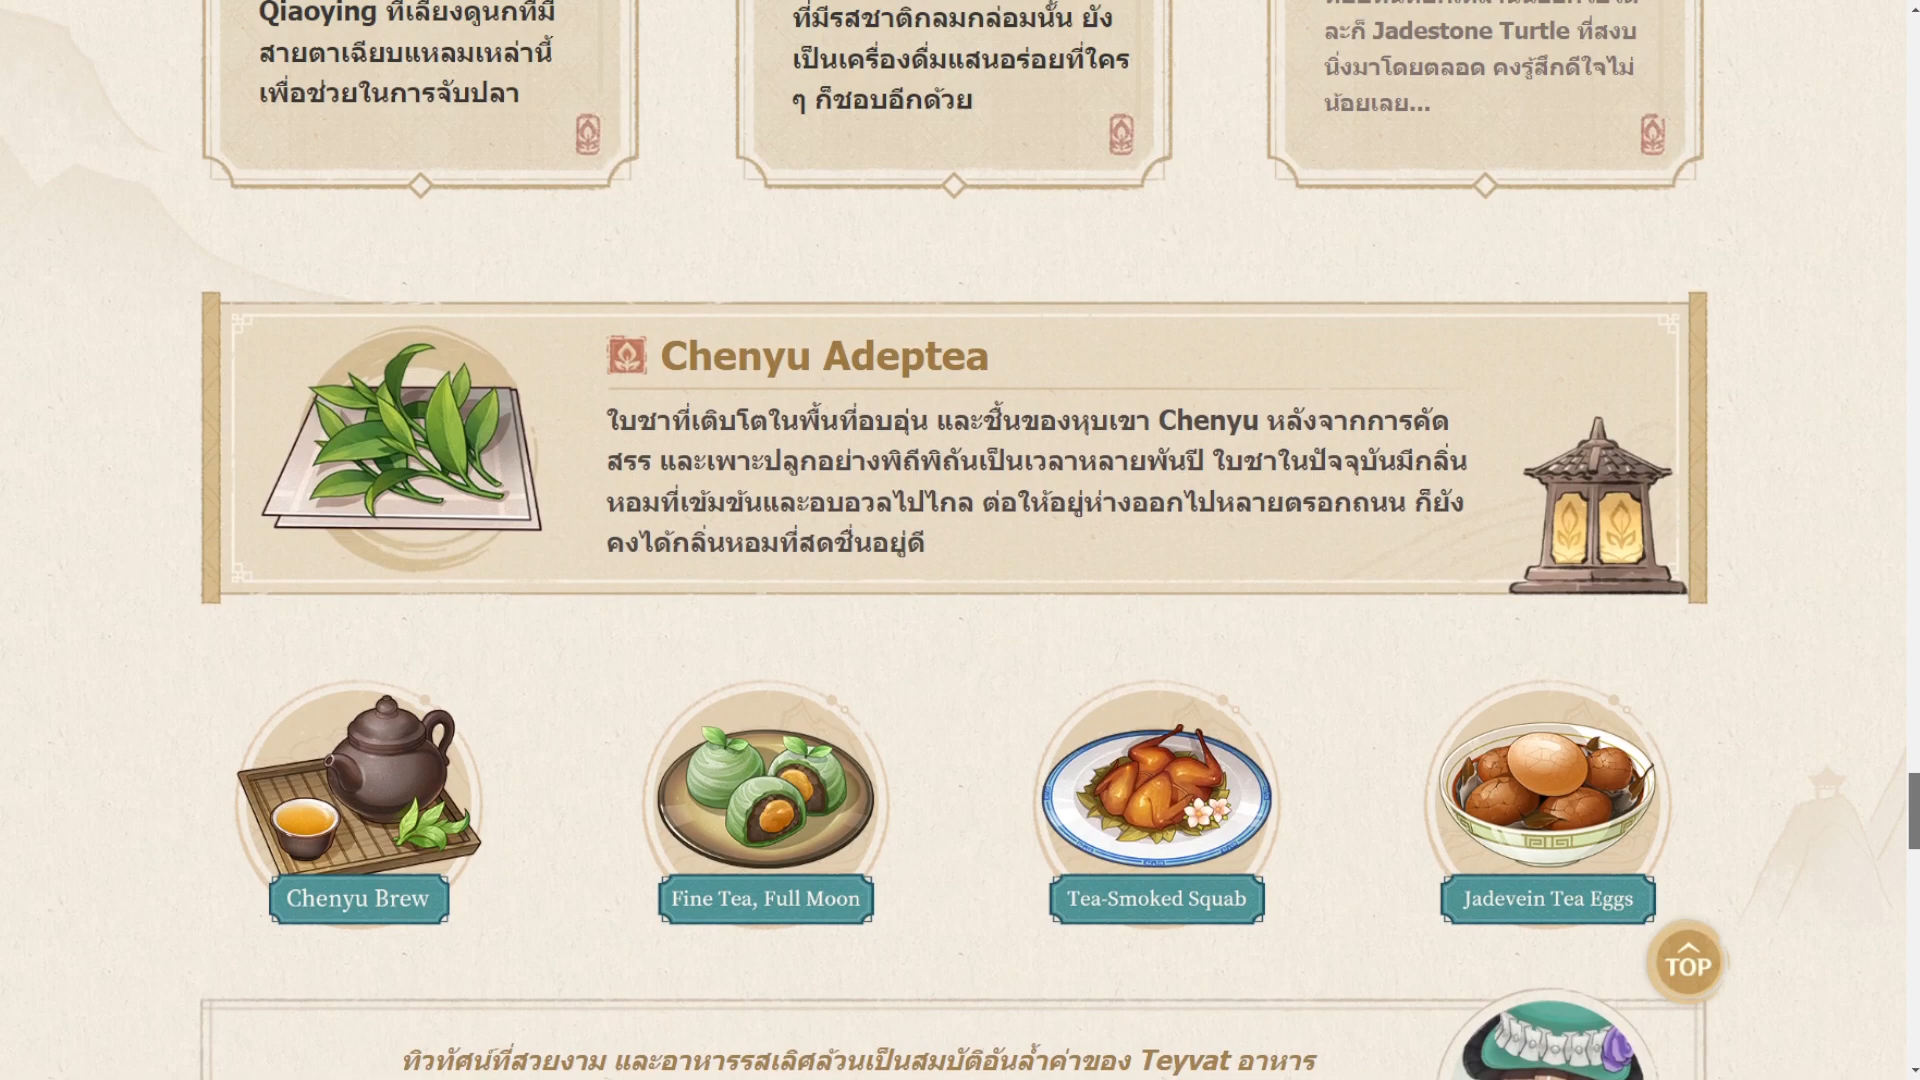 Qiaoying ที่เลี้ยงดูนกที่มี
สายตาเฉียบแหลมเหล่านี้
เพื่อช่วยในการจับปลา
ที่มีรสชาติกลมกล่อมนั้น ยัง
เป็นเครื่องดื่มแสนอร่อยที่ใคร
ๆ ก็ชอบอีกด้วย
ละก็ Jadestone Turtle ที่สงบ
นิ่งมาโดยตลอด คงรู้สึกดีใจไม่
น้อยเลย...
Chenyu Adeptea
ใบชาที่เติบโตในพื้นที่อบอุ่น และชื้นของหุบเขา Chenyu หลังจากการคัด
สรร และเพาะปลูกอย่างพิถีพิถันเป็นเวลาหลายพันปี ใบชาในปัจจุบันมีกลิ่น
หอมที่เข้มข้นและอบอวลไปไกล ต่อให้อยู่ห่างออกไปหลายตรอกถนน ก็ยัง
คงได้กลิ่นหอมที่สดชื่นอยู่ดี
Chenyu Brew
Fine Tea, Full Moon
Tea-Smoked Squab
Jadevein Tea Eggs
TOP
ทิวทัศน์ที่สวยงาม และอาหารรสเลิศล้วนเป็นสมบัติอันล้ำค่าของ Teyvat อาหาร